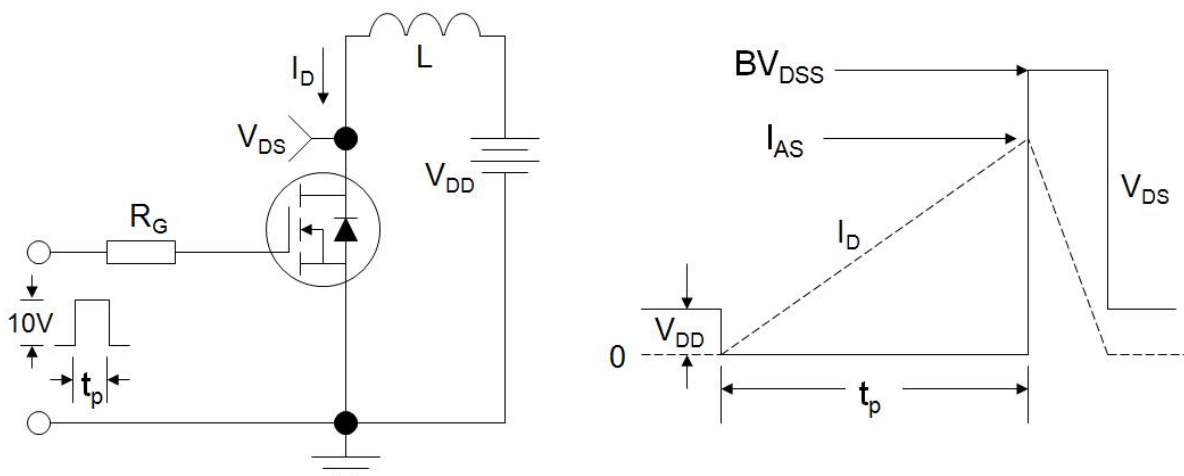 L
I_D
V_DS
V_DD
R_G
10V
t_p
BV_DSS
I_AS
V_DS
I_D
V_DD
0
t_p